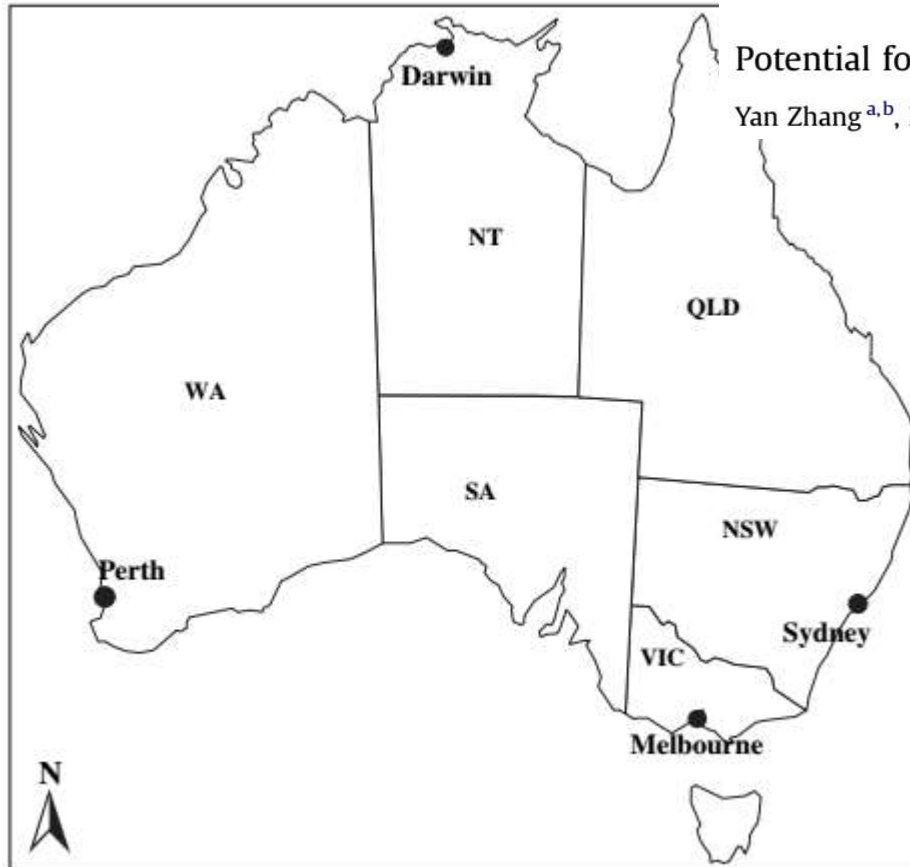 Potential fo
Darwin
Yan Zhang a,b,
NT
QLD
WA
SA
NSW
Perth
Sydney
VIC
Melbourne
N